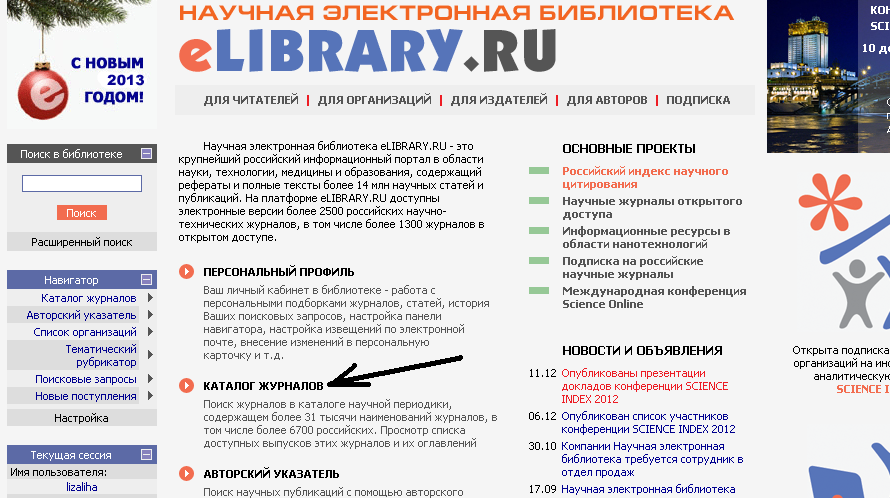 С НОВЫМ
2013
ГОДОМ!
НАУЧНАЯ ЭЛЕКТРОННАЯ БИБЛИОТЕКА
eLIBRARY.RU
ДЛЯ ЧИТАТЕЛЕЙ | ДЛЯ ОРГАНИЗАЦИЙ | ДЛЯ ИЗДАТЕЛЕЙ | ДЛЯ АВТОРОВ | ПОДПИСКА
Поиск в библиотеке
Поиск
Расширенный поиск
Навигатор
Каталог журналов
Авторский указатель
Список организаций
Тематический
рубрикатор
Поисковые запросы
Новые поступления
Настройка
Текущая сессия
Имя пользователя:
lizaliha
Научная электронная библиотека eLIBRARY.RU - это
крупнейший российский информационный портал в области
науки, технологии, медицины и образования, содержащий
рефераты и полные тексты более 14 млн научных статей и
публикаций. На платформе eLIBRARY.RU доступны
электронные версии более 2500 российских научно-
технических журналов, в том числе более 1300 журналов в
открытом доступе.
ПЕРСОНАЛЬНЫЙ ПРОФИЛЬ
Ваш личный кабинет в библиотеке - работа с
персональными подборками журналов, статей, история
Ваших поисковых запросов, настройка панели
навигатора, настройка извещений по электронной
почте, внесение изменений в персональную
карточку и т.д.
КАТАЛОГ ЖУРНАЛОВ
Поиск журналов в каталоге научной периодики,
содержащем более 31 тысячи наименований журналов, в
том числе более 6700 российских. Просмотр списка
доступных выпусков этих журналов и их оглавлений
АВТОРСКИЙ УКАЗАТЕЛЬ
Поиск научных публикаций с помощью авторского
ОСНОВНЫЕ ПРОЕКТЫ
Российский индекс научного
цитирования
Научные журналы открытого
доступа
Информационные ресурсы в
области нанотехнологий
Подписка на российские
научные журналы
Международная конференция
Science Online
НОВОСТИ И ОБЪЯВЛЕНИЯ
11.12 Опубликованы презентации
докладов конференции SCIENCE
INDEX 2012
06.12 Опубликован список участников
конференции SCIENCE INDEX 2012
30.10 Компании Научная электронная
библиотека требуется сотрудник в
отдел продаж
17.09 Научная электронная библиотека
КОН
SCI
10 де
Открыта подписка
организаций на ин
аналитическую
SCIENCE I